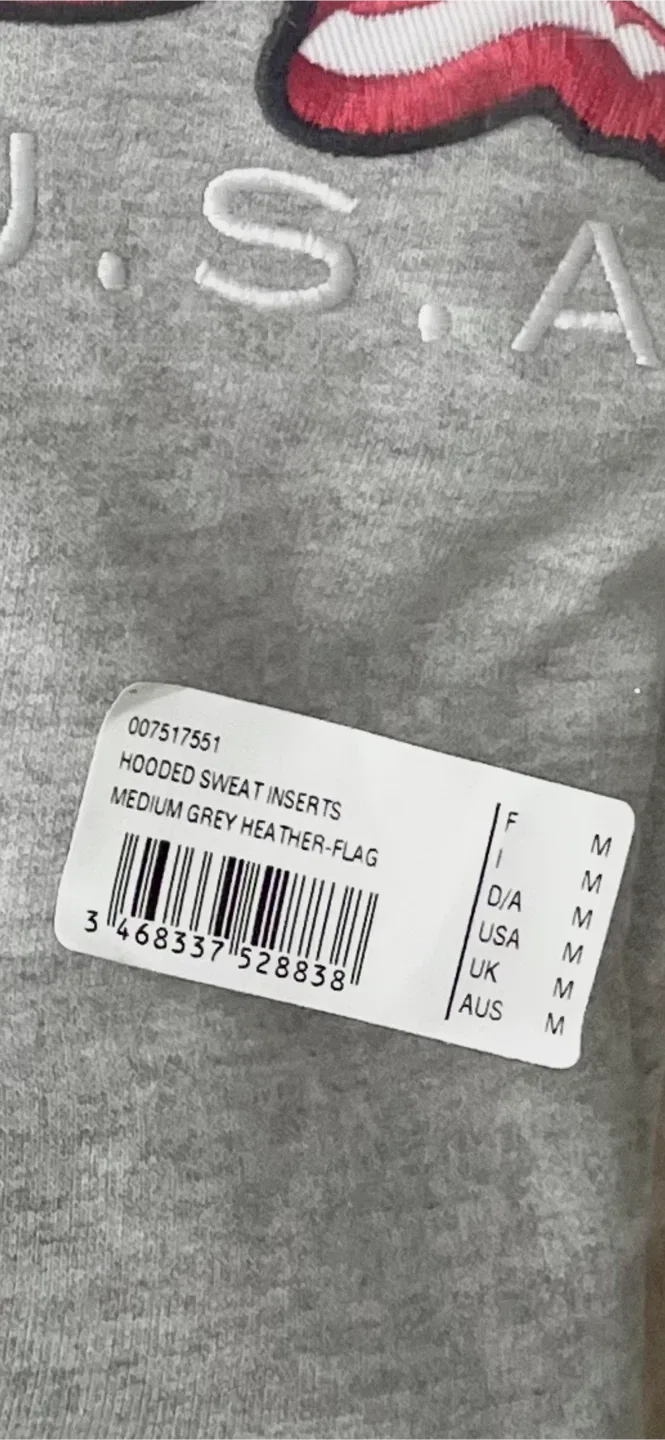 U.S.A
007517551
HOODED SWEAT INSERTS
MEDIUM GREY HEATHER-FLAG
3 468337 528838
F M
I M
D/A M
USA M
UK M
AUS M